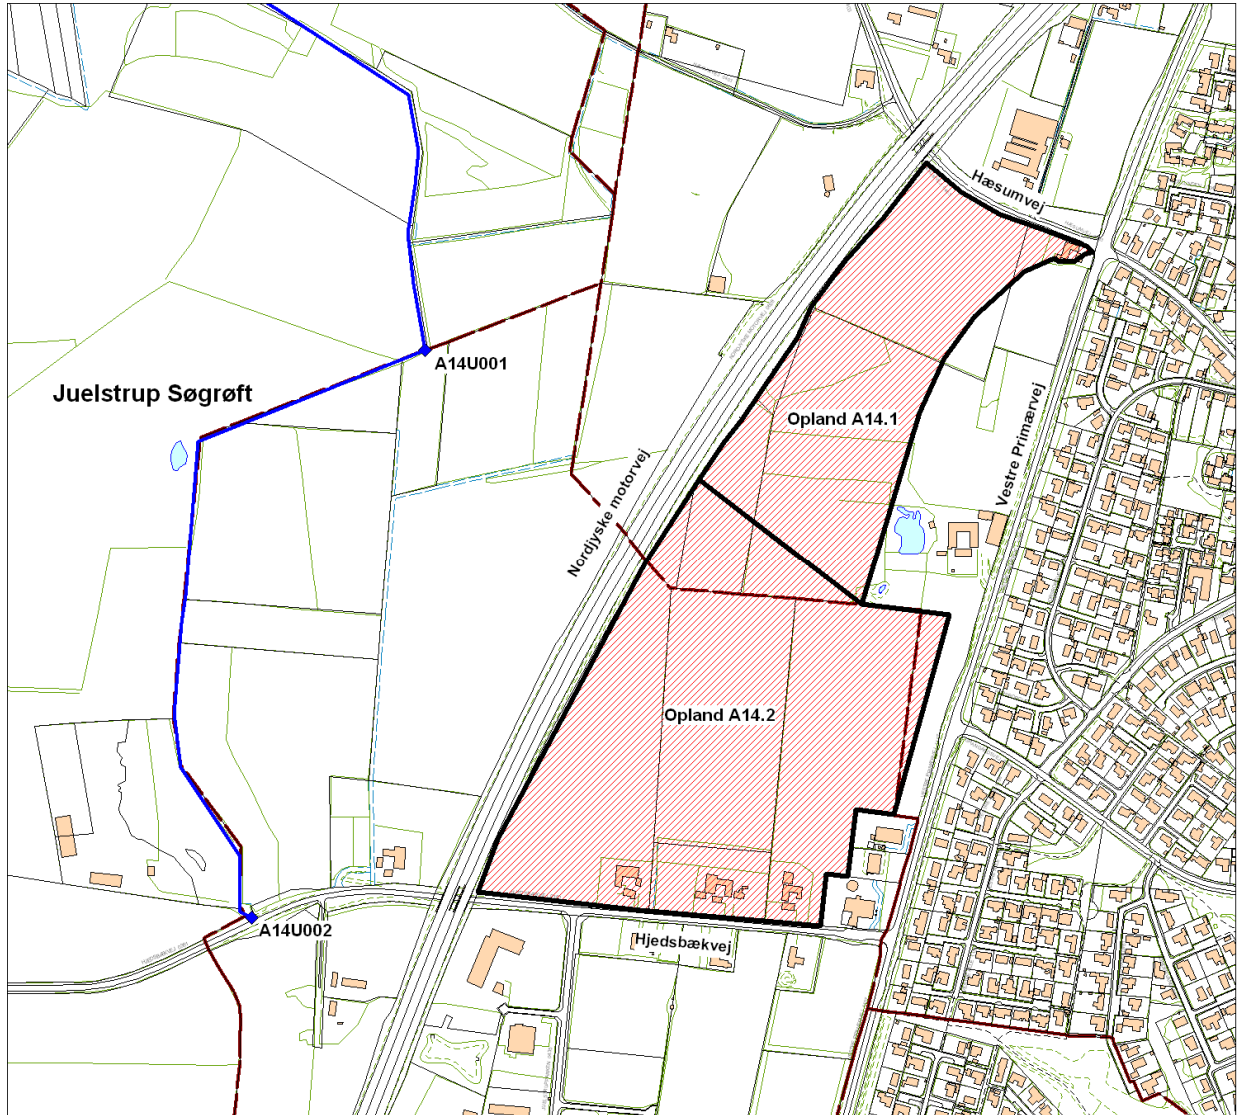 Hæsumvej
A14U001
Juelstrup Søgrøft
Opland A14.1
Vestre Primærvej
Nordjyske motorvej
Opland A14.2
A14U002
Hjedsbækvej